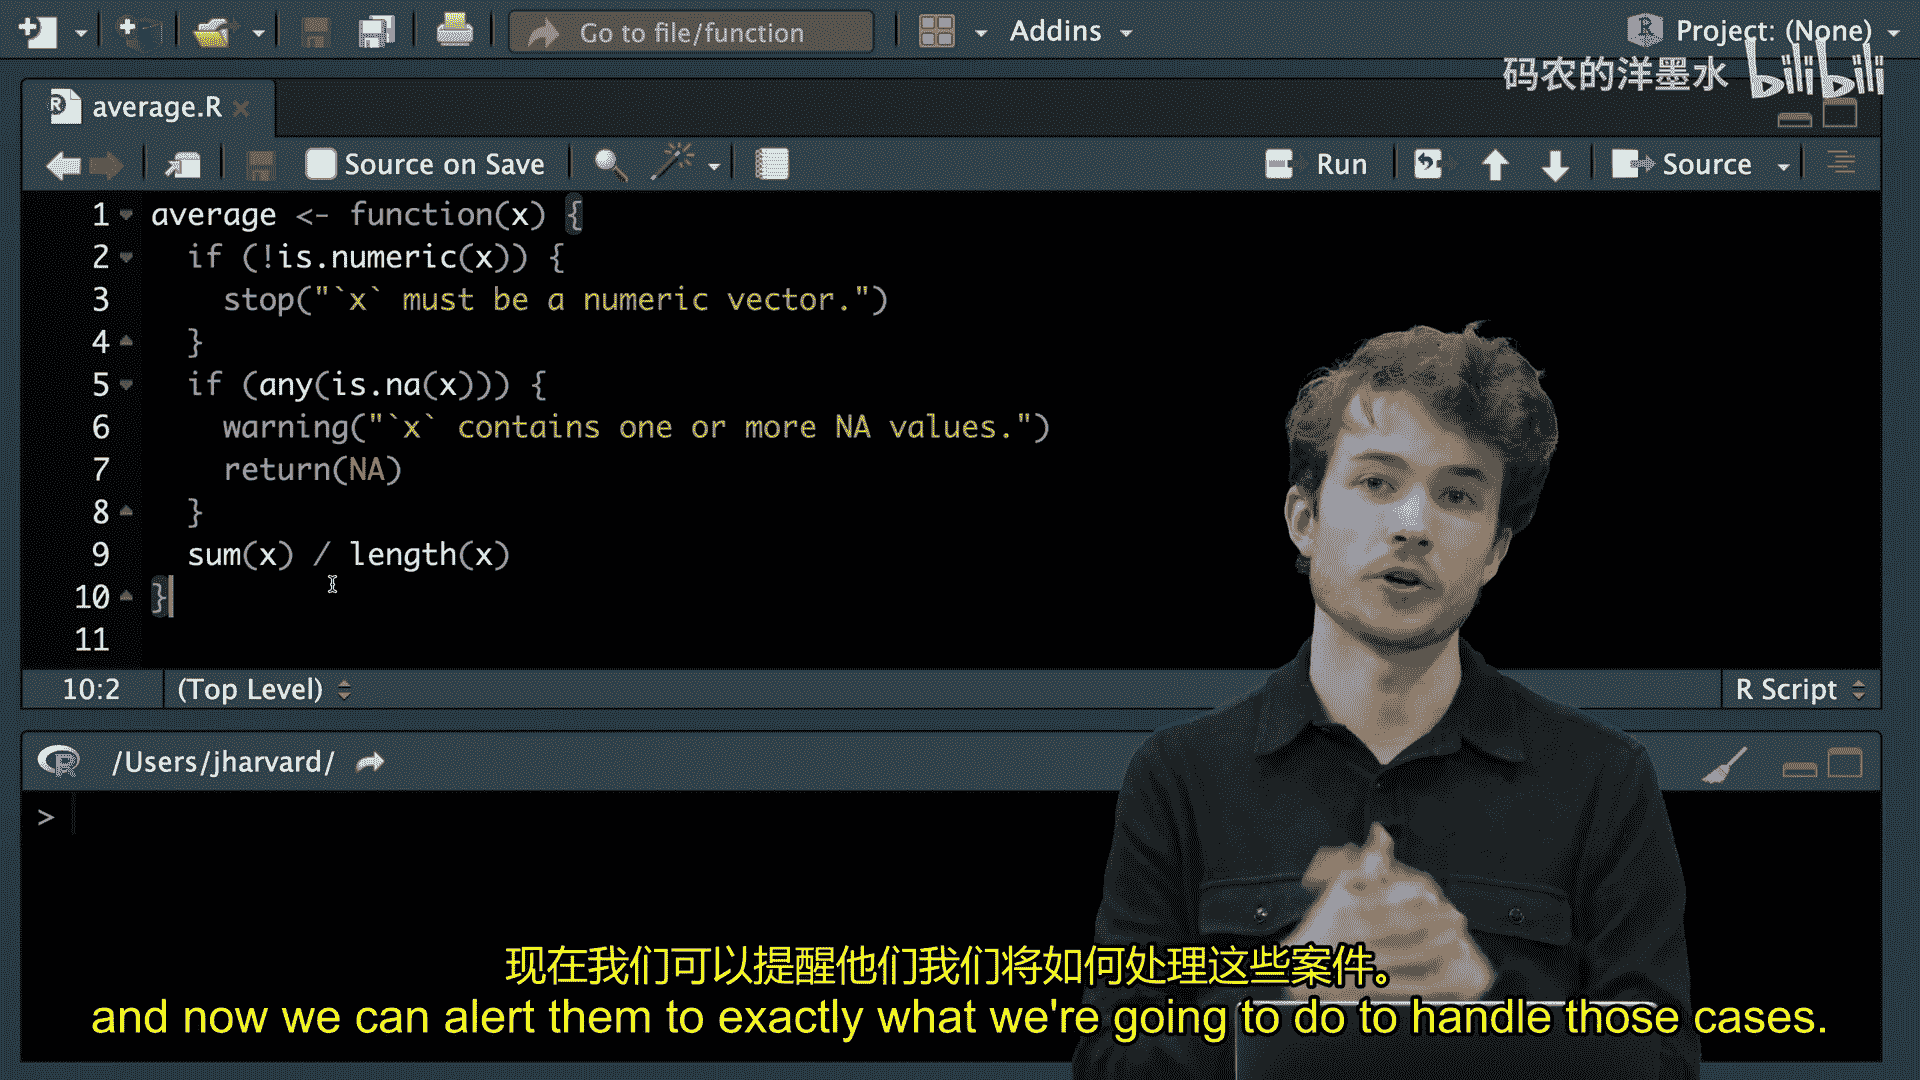 Go to file/function
Addins
Project: (None)
码农的洋墨水 bilibili
average.R
Source on Save
Run
Source
1 average <- function(x) {
2 if (!is.numeric(x)) {
3 stop("`x` must be a numeric vector.")
4 }
5 if (any(is.na(x))) {
6 warning("`x` contains one or more NA values.")
7 return(NA)
8 }
9 sum(x) / length(x)
10 }
11
10:2 (Top Level) R Script
/Users/jharvard/
>
现在我们可以提醒他们我们将如何处理这些案件。
and now we can alert them to exactly what we're going to do to handle those cases.